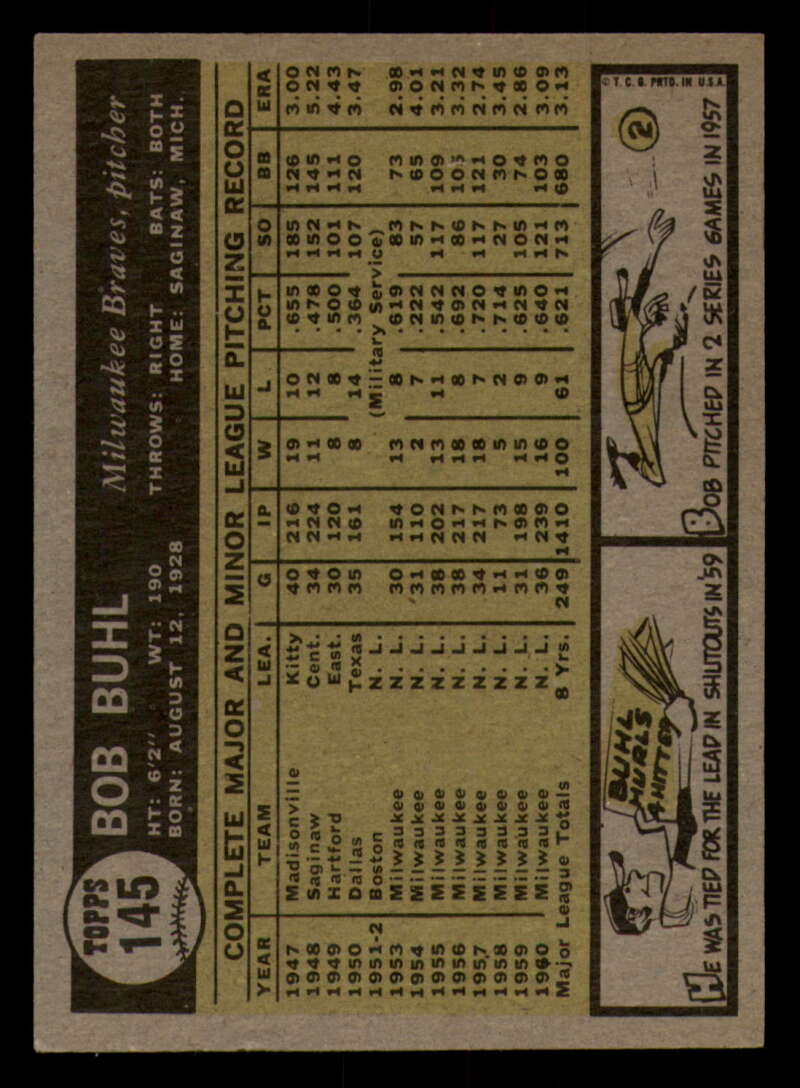 TOPPS
145
BOB BUHL Milwaukee Braves, pitcher
HT: 6'2" WT: 190 THROWS: RIGHT BATS: BOTH
BORN: AUGUST 12, 1928 HOME: SAGINAW, MICH.
COMPLETE MAJOR AND MINOR LEAGUE PITCHING RECORD
YEAR TEAM LEA. G IP W L PCT SO BB ERA
1947 Madisonville Kitty 40 216 19 10 .655 185 126 3.00
1948 Saginaw Cent. 34 224 11 12 .478 152 145 5.22
1949 Hartford East. 30 120 8 8 .500 101 111 4.43
1950 Dallas Texas 35 161 8 14 .364 107 120 3.47
1951-2 Boston N. L. (Military Service)
1953 Milwaukee N. L. 30 154 13 8 .619 83 73 2.98
1954 Milwaukee N. L. 31 110 2 7 .222 57 65 4.01
1955 Milwaukee N. L. 38 202 13 11 .542 117 109 3.21
1956 Milwaukee N. L. 38 217 18 8 .692 86 105 3.32
1957 Milwaukee N. L. 34 217 18 7 .720 117 121 2.74
1958 Milwaukee N. L. 11 73 5 2 .714 27 30 3.45
1959 Milwaukee N. L. 31 198 15 9 .625 105 74 2.86
1960 Milwaukee N. L. 36 239 16 9 .640 121 103 3.09
Major League Totals 8 Yrs. 249 1410 100 61 .621 713 680 3.13
BUHL
HURLS
4 HITTER
HE WAS TIED FOR THE LEAD IN SHUTOUTS IN '59
© T. C. G. PRTD. IN U.S.A.
2
BOB PITCHED IN 2 SERIES GAMES IN 1957